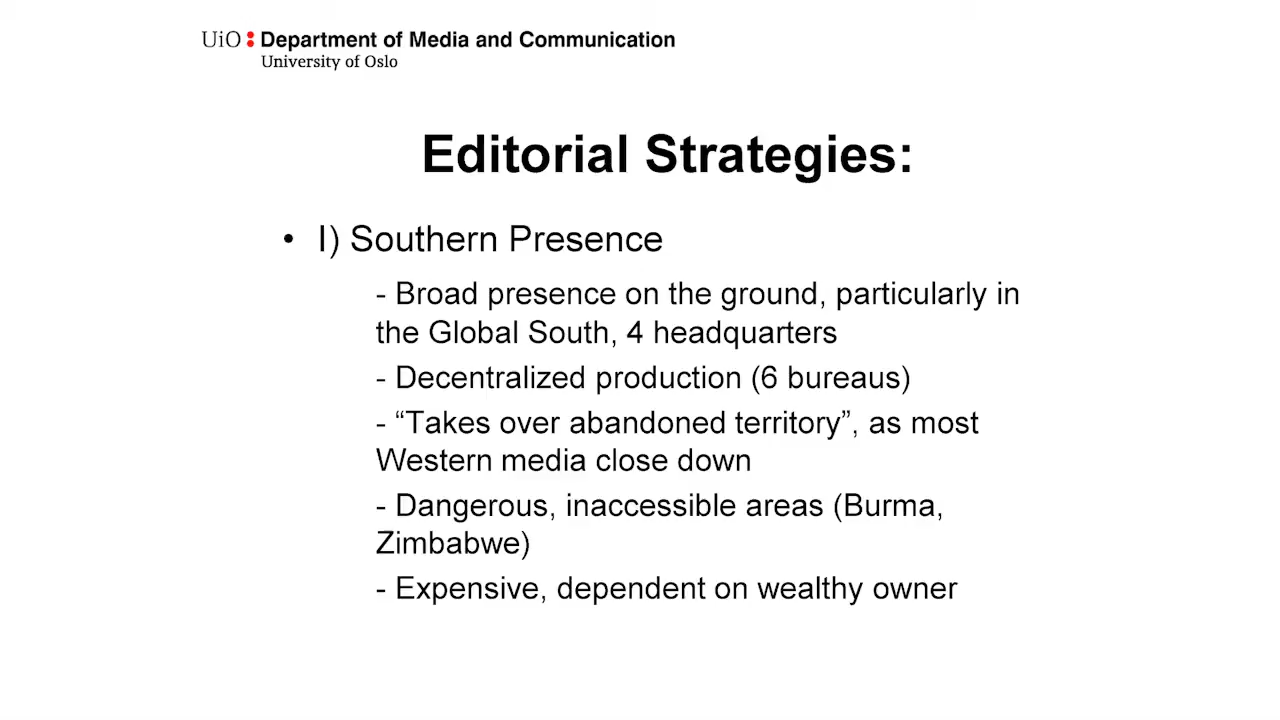 UiO : Department of Media and Communication
University of Oslo
Editorial Strategies:
• I) Southern Presence
- Broad presence on the ground, particularly in
the Global South, 4 headquarters
- Decentralized production (6 bureaus)
- “Takes over abandoned territory”, as most
Western media close down
- Dangerous, inaccessible areas (Burma,
Zimbabwe)
- Expensive, dependent on wealthy owner